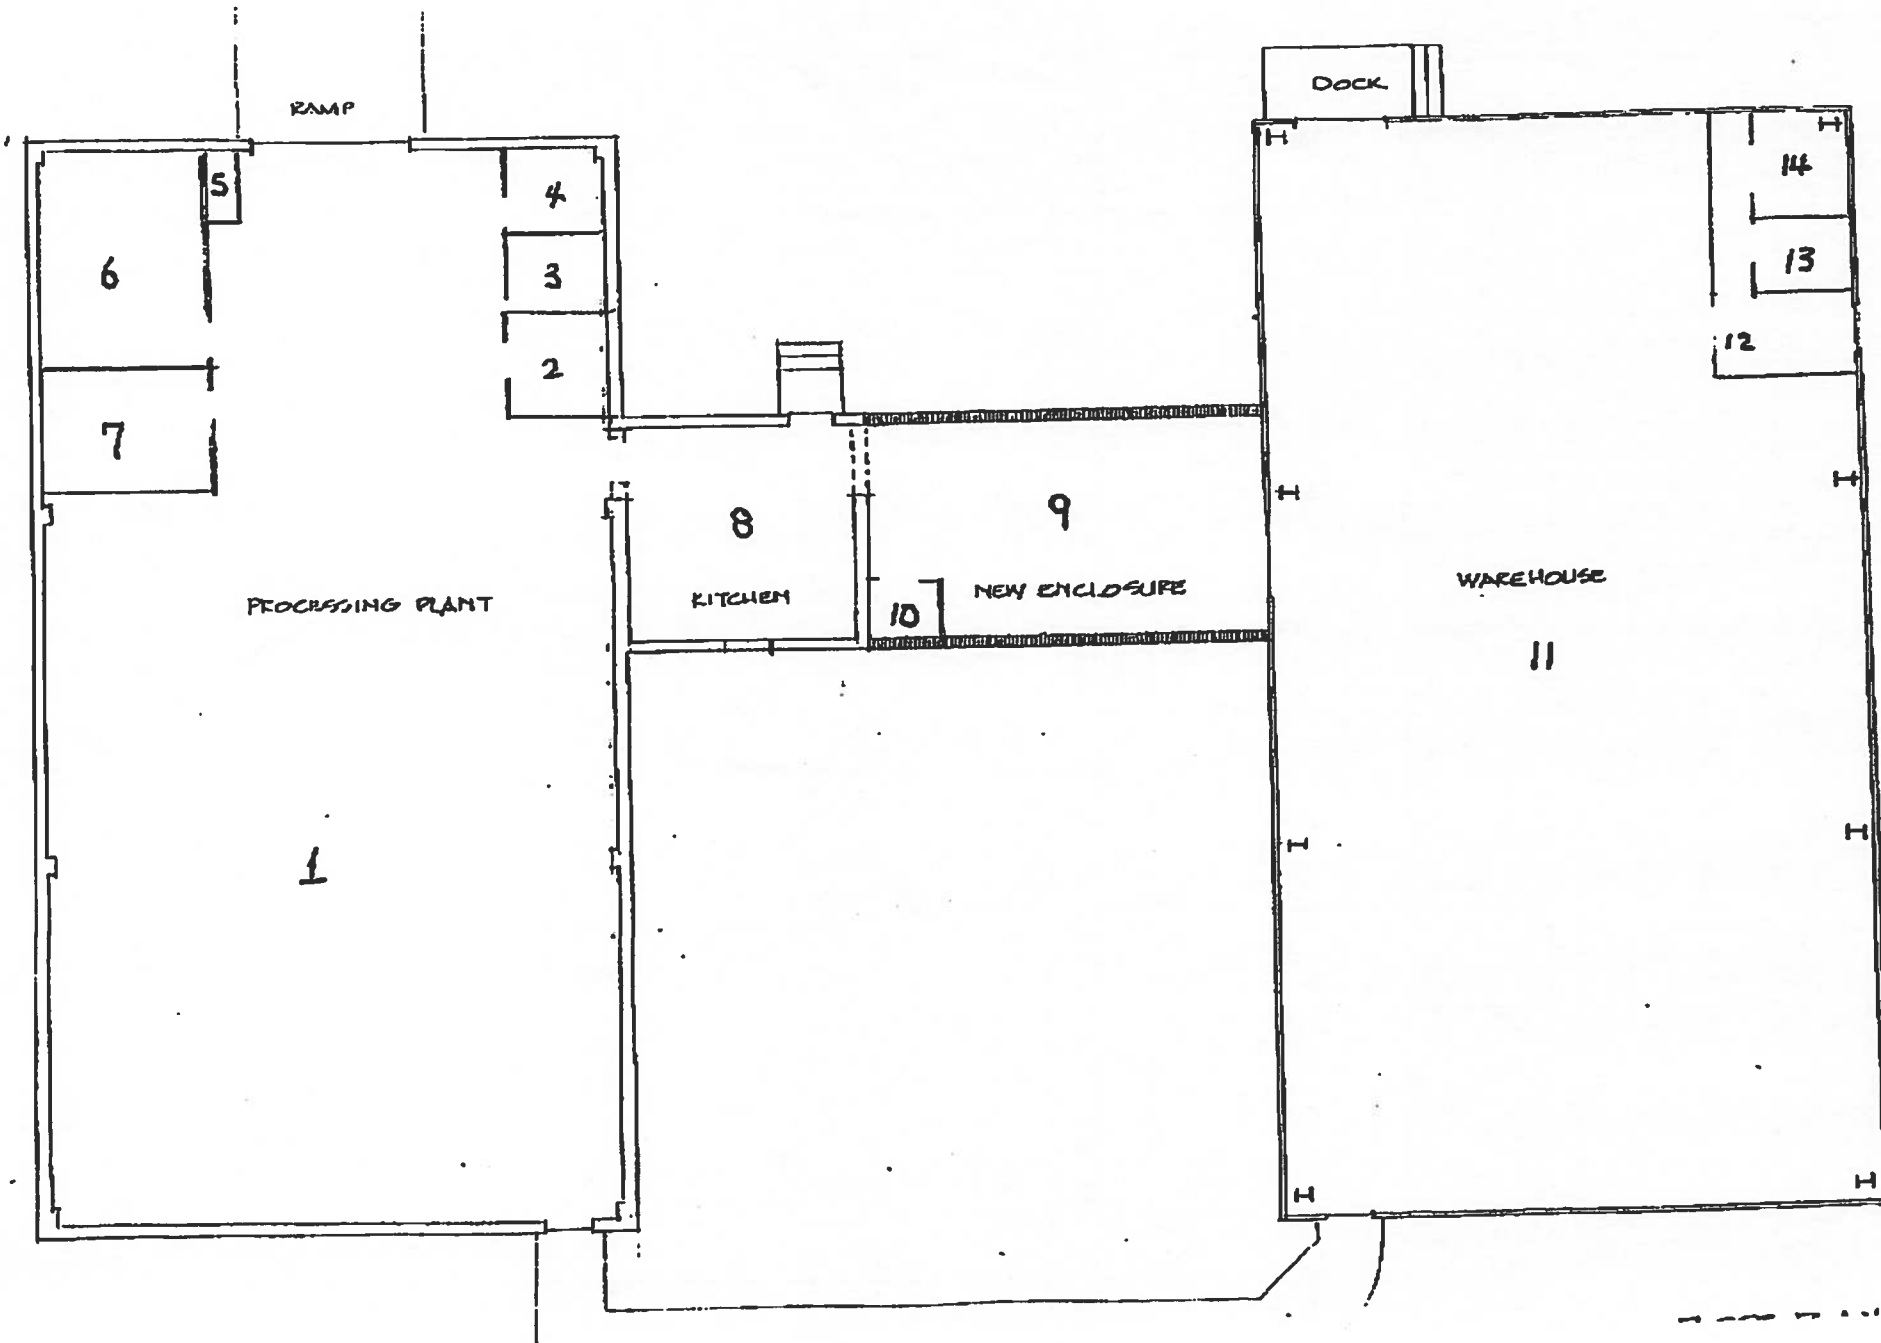 RAMP
DOCK
5
4
14
6
3
13
2
12
7
8
9
PROCESSING PLANT
KITCHEN
10
NEW ENCLOSURE
WAREHOUSE
11
1